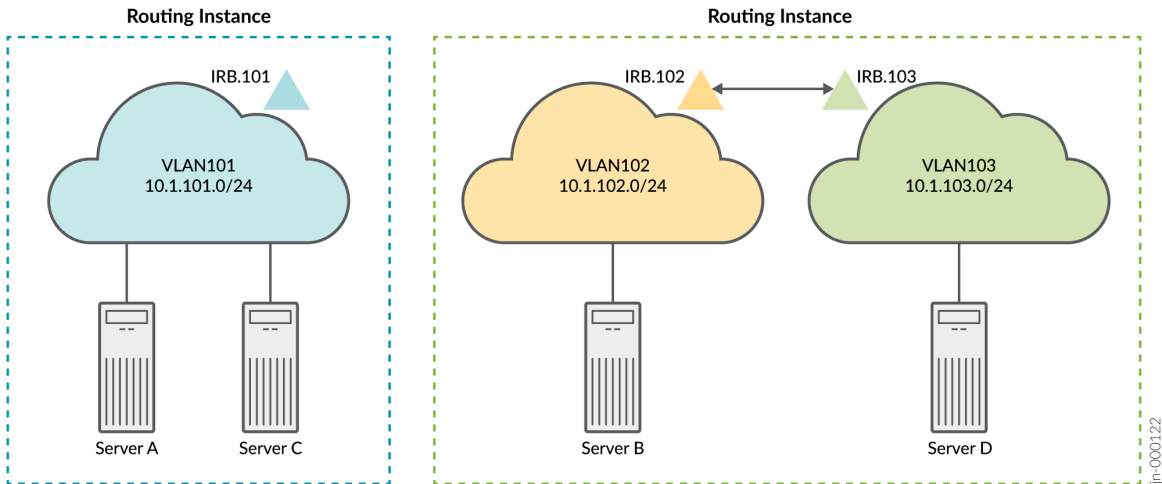 Routing Instance
Routing Instance
IRB.101
IRB.102
IRB.103
VLAN101
10.1.101.0/24
VLAN102
10.1.102.0/24
VLAN103
10.1.103.0/24
Server A
Server C
Server B
Server D
jn-000122